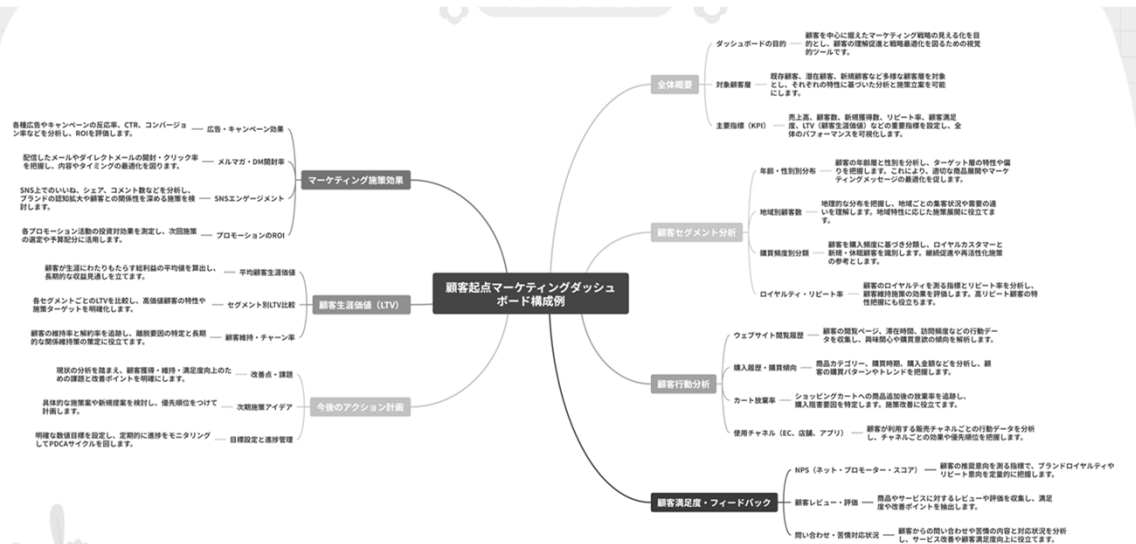 顧客起点マーケティングダッシュ
ボード構成例
全体概要
ダッシュボードの目的
顧客を中心に据えたマーケティング戦略の見える化を目
的とし、顧客の理解促進と戦略最適化を図るための視覚
的ツールです。
対象顧客層
既存顧客、潜在顧客、新規顧客など多様な顧客層を対象
とし、それぞれの特性に基づいた分析と施策立案を可能
にします。
主要指標（KPI）
売上高、顧客数、新規獲得数、リピート率、顧客満足
度、LTV（顧客生涯価値）などの重要指標を設定し、全
体のパフォーマンスを可視化します。
顧客セグメント分析
年齢・性別別分布
顧客の年齢層と性別を分析し、ターゲット層の特性や偏
りを把握します。これにより、適切な商品展開やマーケ
ティングメッセージの最適化を促します。
地域別顧客数
地理的な分布を把握し、地域ごとの集客状況や需要の違
いを理解します。地域特性に応じた施策展開に役立てま
す。
購買頻度別分類
顧客を購入頻度に基づき分類し、ロイヤルカスタマーと
新規・休眠顧客を識別します。継続促進や再活性化施策
の参考とします。
ロイヤルティ・リピート率
顧客のロイヤルティを測る指標とリピート率を分析し、
顧客維持施策の効果を評価します。高リピート顧客の特
性把握にも役立ちます。
顧客行動分析
ウェブサイト閲覧履歴
顧客の閲覧ページ、滞在時間、訪問頻度などの行動デー
タを収集し、興味関心や購買意欲の傾向を解析します。
購入履歴・購買傾向
商品カテゴリー、購買時期、購入金額などを分析し、顧
客の購買パターンやトレンドを把握します。
カート放棄率
ショッピングカートへの商品追加後の放棄率を追跡し、
購入阻害要因を特定します。施策改善に役立てます。
使用チャネル（EC、店舗、アプリ）
顧客が利用する販売チャネルごとの行動データを分析
し、チャネルごとの効果や優先順位を把握します。
顧客満足度・フィードバック
NPS（ネット・プロモーター・スコア）
顧客の推奨意向を測る指標で、ブランドロイヤルティや
リピート意向を定量的に把握します。
顧客レビュー・評価
商品やサービスに対するレビューや評価を収集し、満足
度や改善ポイントを抽出します。
問い合わせ・苦情対応状況
顧客からの問い合わせや苦情の内容と対応状況を分析
し、サービス改善や顧客満足度向上に役立てます。
マーケティング施策効果
広告・キャンペーン効果
各種広告やキャンペーンの反応率、CTR、コンバージョ
ン率などを分析し、ROIを評価します。
メルマガ・DM開封率
配信したメールやダイレクトメールの開封・クリック率
を把握し、内容やタイミングの最適化を図ります。
SNSエンゲージメント
SNS上でのいいね、シェア、コメント数などを分析し、
ブランドの認知拡大や顧客との関係性を深める施策を検
討します。
プロモーションのROI
各プロモーション活動の投資対効果を測定し、次回施策
の選定や予算配分に活用します。
顧客生涯価値（LTV）
平均顧客生涯価値
顧客が生涯にわたりもたらす総利益の平均値を算出し、
長期的な収益見通しを立てます。
セグメント別LTV比較
各セグメントごとのLTVを比較し、高価値顧客の特性や
施策ターゲットを明確化します。
顧客維持・チャーン率
顧客の維持率と解約率を追跡し、離脱要因の特定と長期
的な関係維持策の策定に役立てます。
今後のアクション計画
改善点・課題
現状の分析を踏まえ、顧客獲得・維持・満足度向上のた
めの課題と改善ポイントを明確にします。
次期施策アイデア
具体的な施策案や新規提案を検討し、優先順位をつけて
計画します。
目標設定と進捗管理
明確な数値目標を設定し、定期的に進捗をモニタリング
してPDCAサイクルを回します。